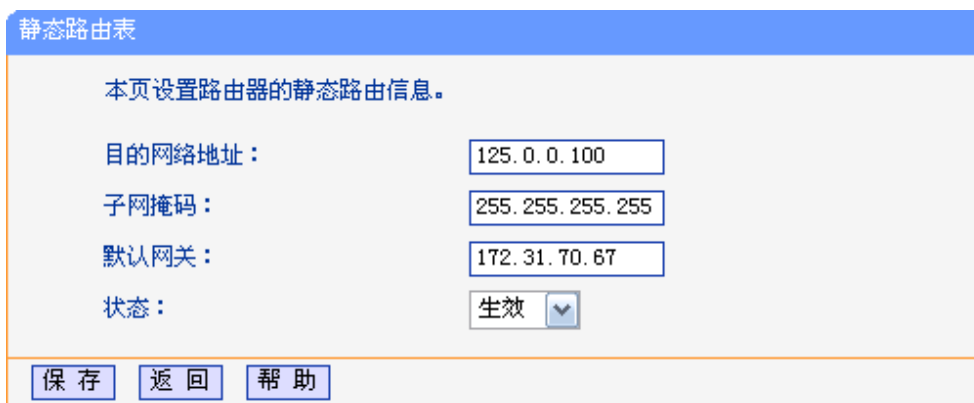 静态路由表
本页设置路由器的静态路由信息。
目的网络地址： 125.0.0.100
子网掩码： 255.255.255.255
默认网关： 172.31.70.67
状态： 生效
保 存 返 回 帮 助